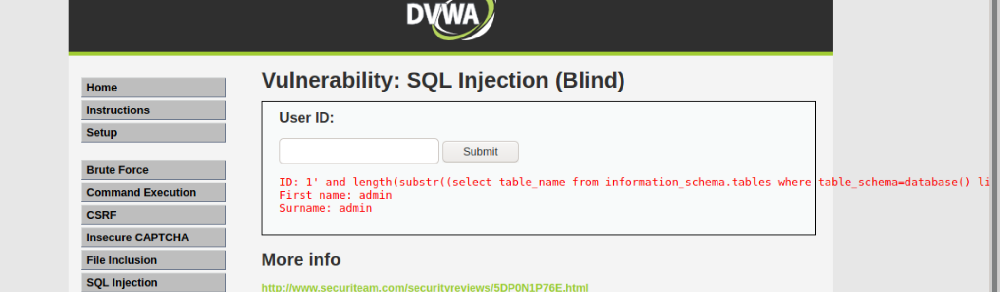 DVWA
Home
Instructions
Setup
Brute Force
Command Execution
CSRF
Insecure CAPTCHA
File Inclusion
SQL Injection
Vulnerability: SQL Injection (Blind)
User ID:
Submit
ID: 1' and length(substr((select table_name from information_schema.tables where table_schema=database() li
First name: admin
Surname: admin
More info
http://www.securiteam.com/securityreviews/5DP0N1P76E.html